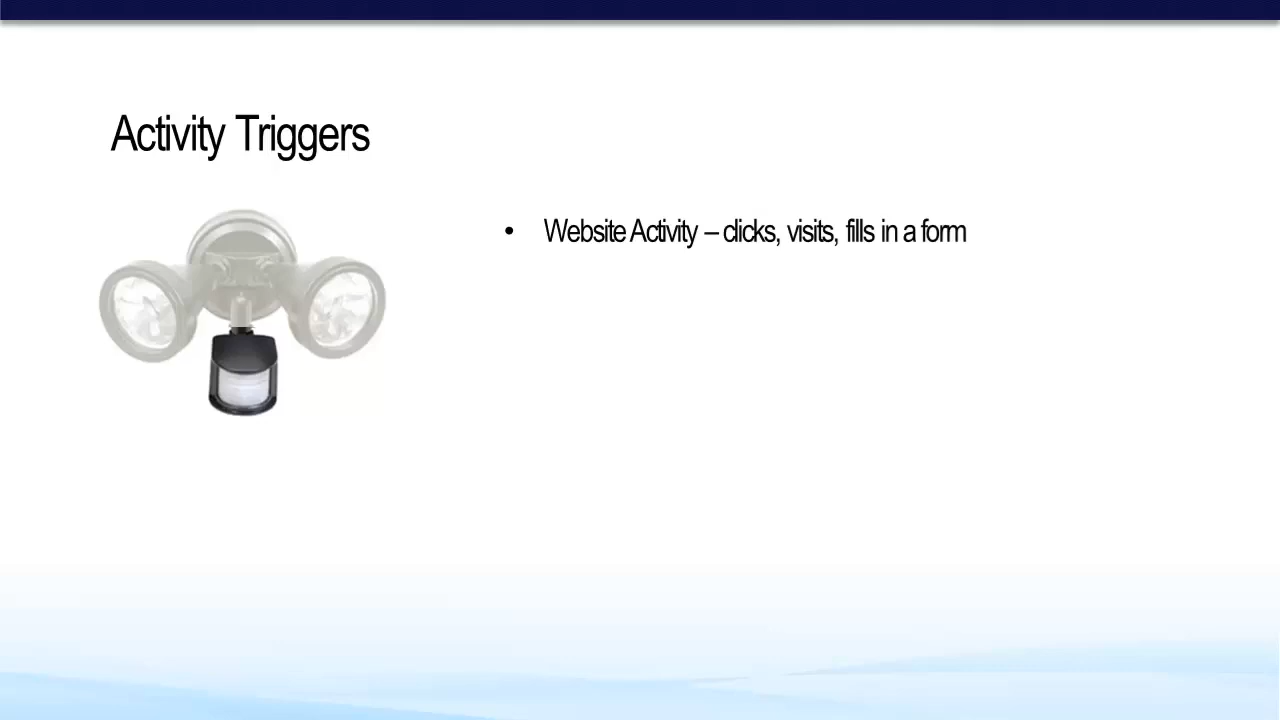 Activity Triggers
• Website Activity – clicks, visits, fills in a form